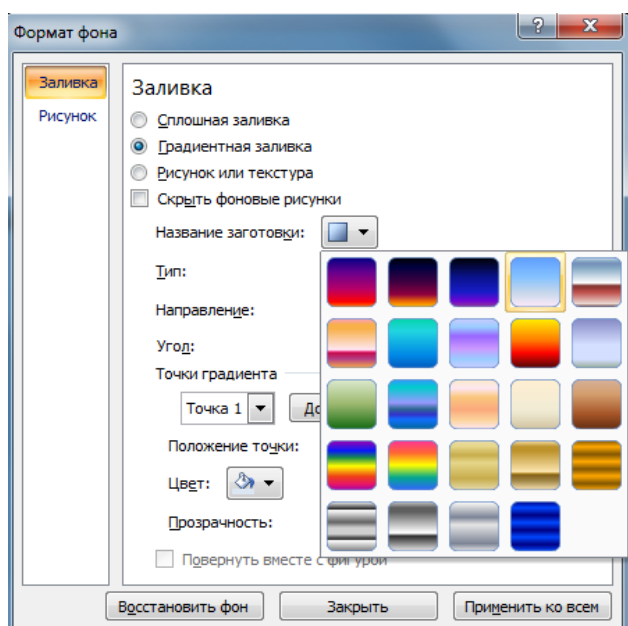 Формат фона
?
X
Заливка
Рисунок
Заливка
Сплошная заливка
Градиентная заливка
Рисунок или текстура
Скрыть фоновые рисунки
Название заготовки:
Тип:
Направление:
Угол:
Точки градиента
Точка 1
До
Положение точки:
Цвет:
Прозрачность:
Повернуть вместе с фигурой
Восстановить фон Закрыть Применить ко всем